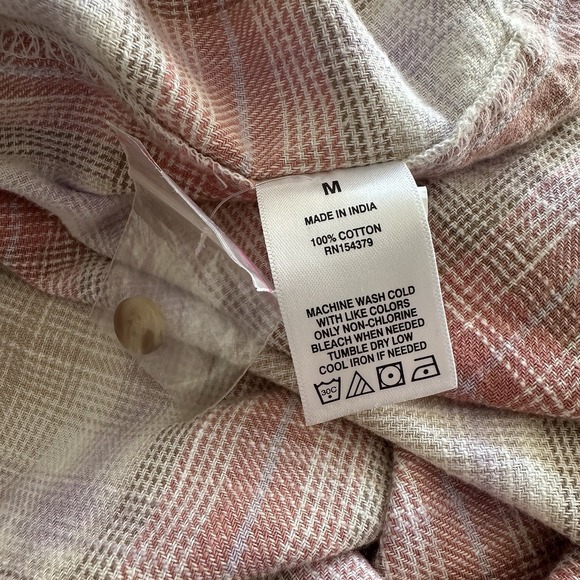 M
MADE IN INDIA
100% COTTON
RN154379
MACHINE WASH COLD
WITH LIKE COLORS
ONLY NON-CHLORINE
BLEACH WHEN NEEDED
TUMBLE DRY LOW
COOL IRON IF NEEDED
30C